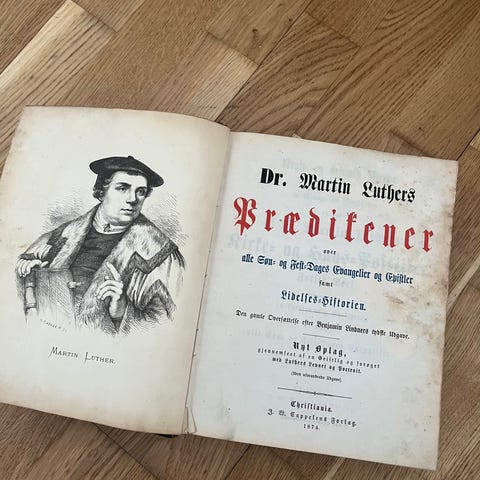 MARTIN LUTHER.
Dr. Martin Luthers
Prædikener
over
alle Søn- og Fest-Dages Evangelier og Epistler
samt
Lidelses-Historien.
Den gamle Oversættelse efter Benjamin Lindners tydske Udgave.
Nyt Oplag,
gjennemseet af en Geistlig og forøget
med Luthers Levnet og Portrait.
(Uden Udgave).
Christiania.
J. W. Cappelens Forlag.
1874.